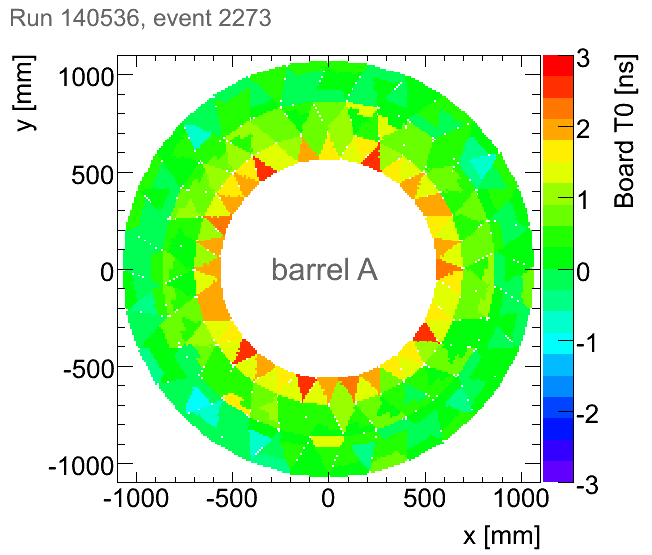 Run 140536, event 2273
y [mm]
1000
500
0
-500
-1000
barrel A
-1000 -500 0 500 1000
x [mm]
3
2
1
0
-1
-2
-3
Board T0 [ns]